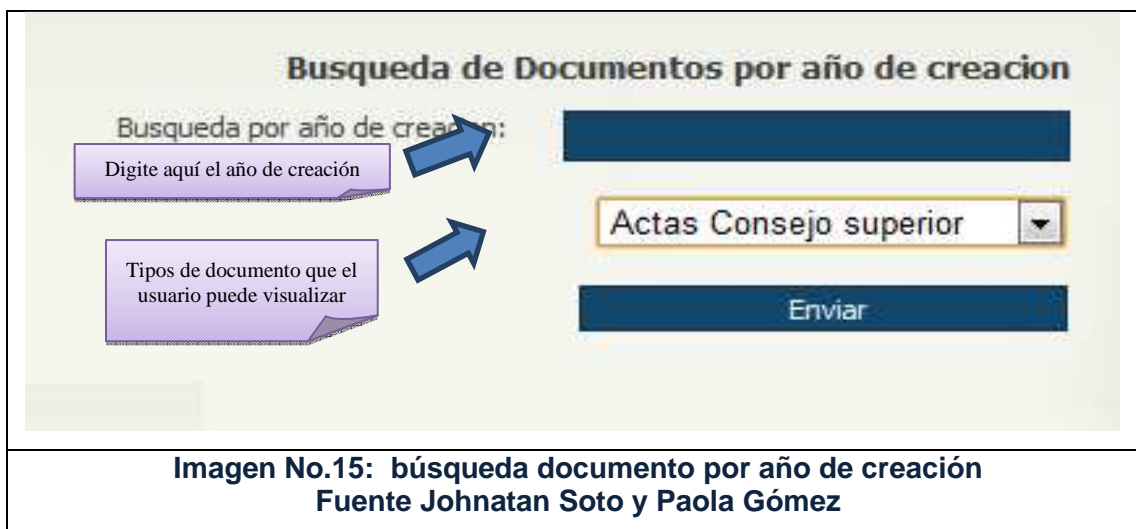 Busqueda de Documentos por año de creacion
Busqueda por año de creacion:
Digite aquí el año de creación
Actas Consejo superior
Tipos de documento que el
usuario puede visualizar
Enviar
Imagen No.15: búsqueda documento por año de creación
Fuente Johnatan Soto y Paola Gómez